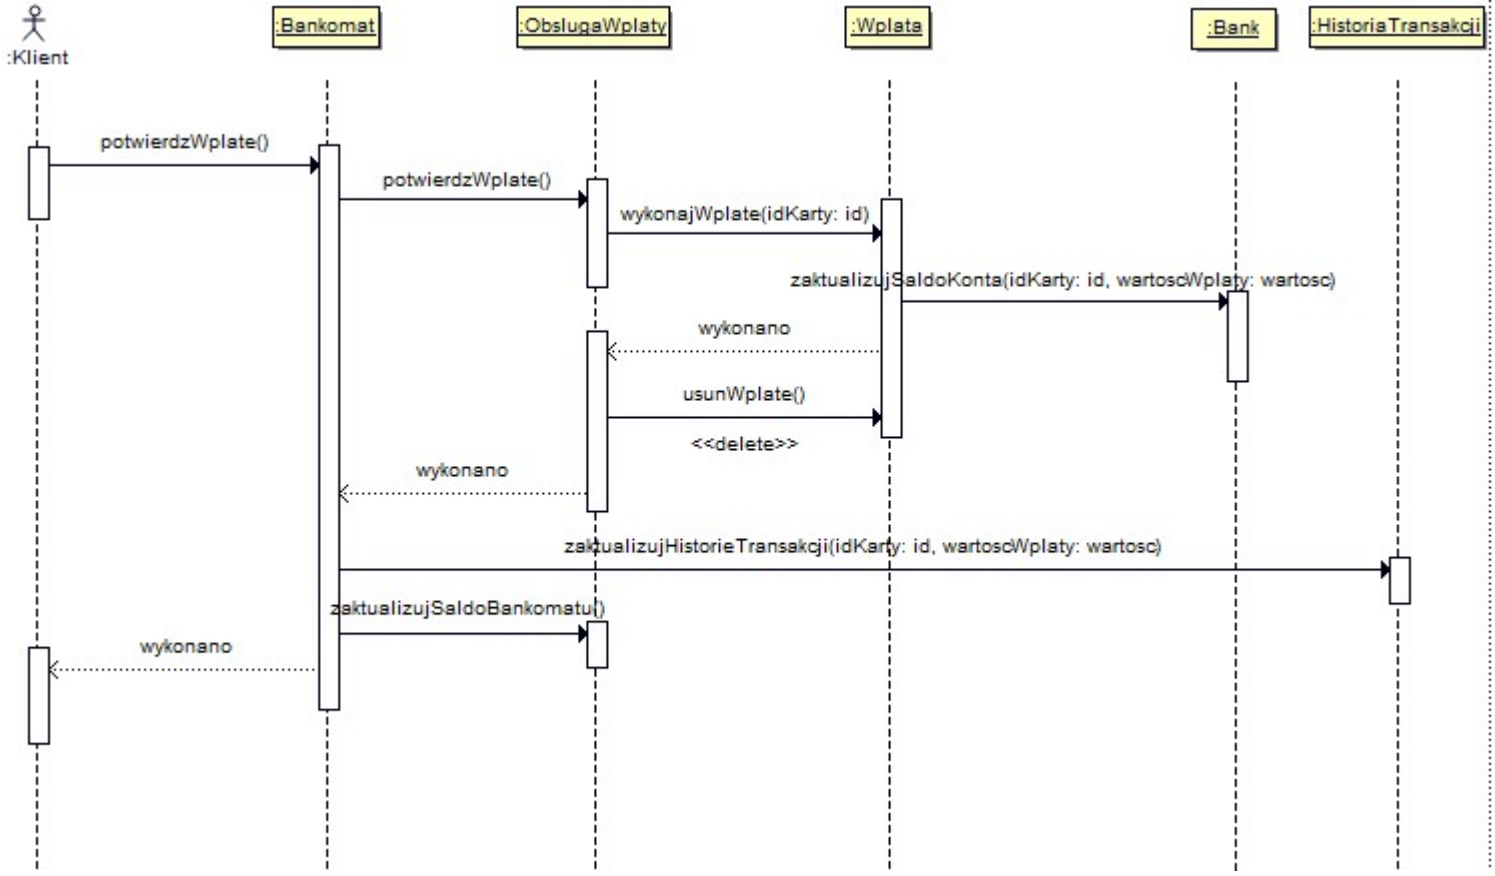 :Klient
:Bankomat
:ObslugaWplaty
:Wplata
:Bank
:HistoriaTransakcji
potwierdzWplate()
potwierdzWplate()
wykonajWplate(idKarty: id)
zaktualizujSaldoKonta(idKarty: id, wartoscWplaty: wartosc)
wykonano
usunWplate()
<<delete>>
wykonano
zaktualizujHistorieTransakcji(idKarty: id, wartoscWplaty: wartosc)
zaktualizujSaldoBankomatu()
wykonano